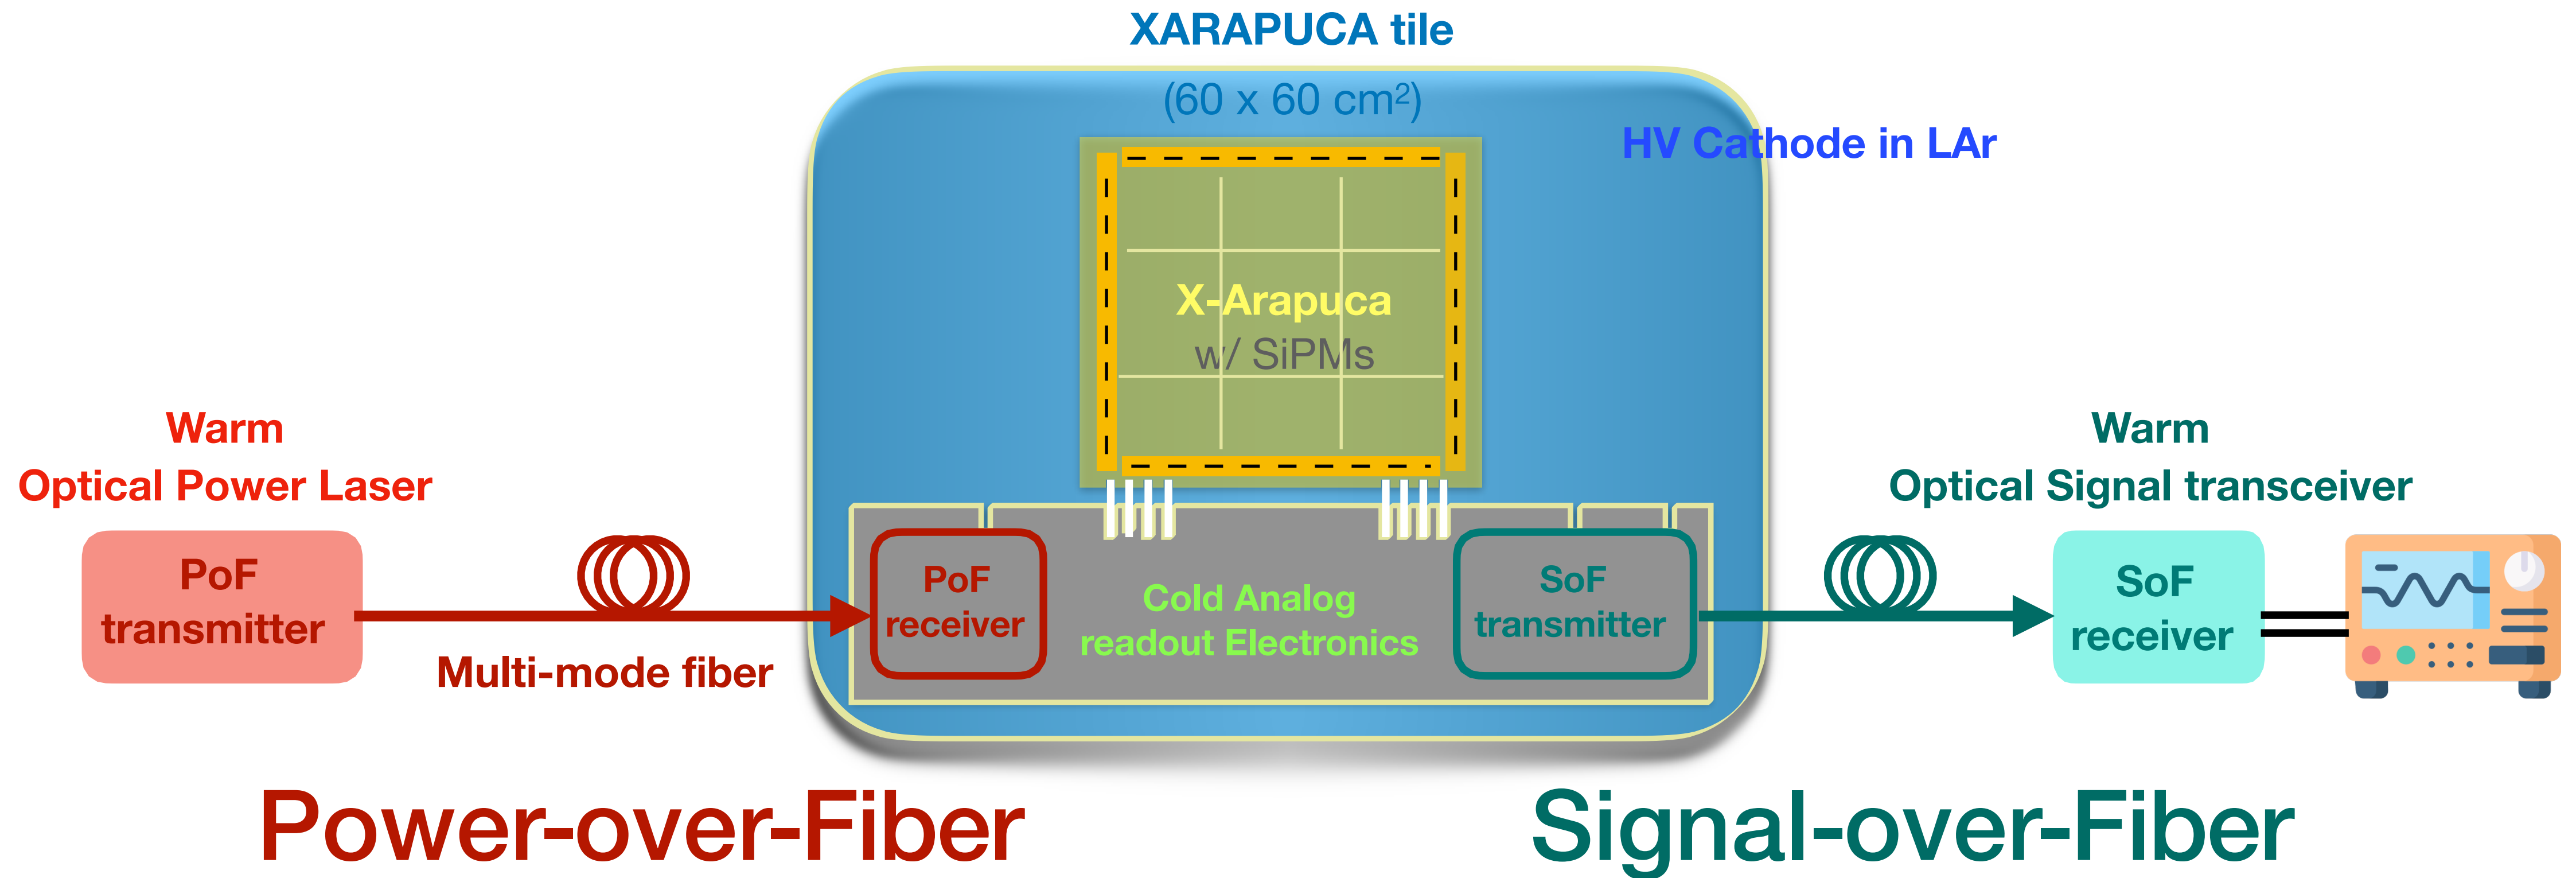 XARAPUCA tile
(60 x 60 cm²)
HV Cathode in LAr
X-Arapuca
w/ SiPMs
Warm
Optical Power Laser
PoF
transmitter
Multi-mode fiber
PoF
receiver
Cold Analog
readout Electronics
SoF
transmitter
Warm
Optical Signal transceiver
SoF
receiver
Power-over-Fiber
Signal-over-Fiber